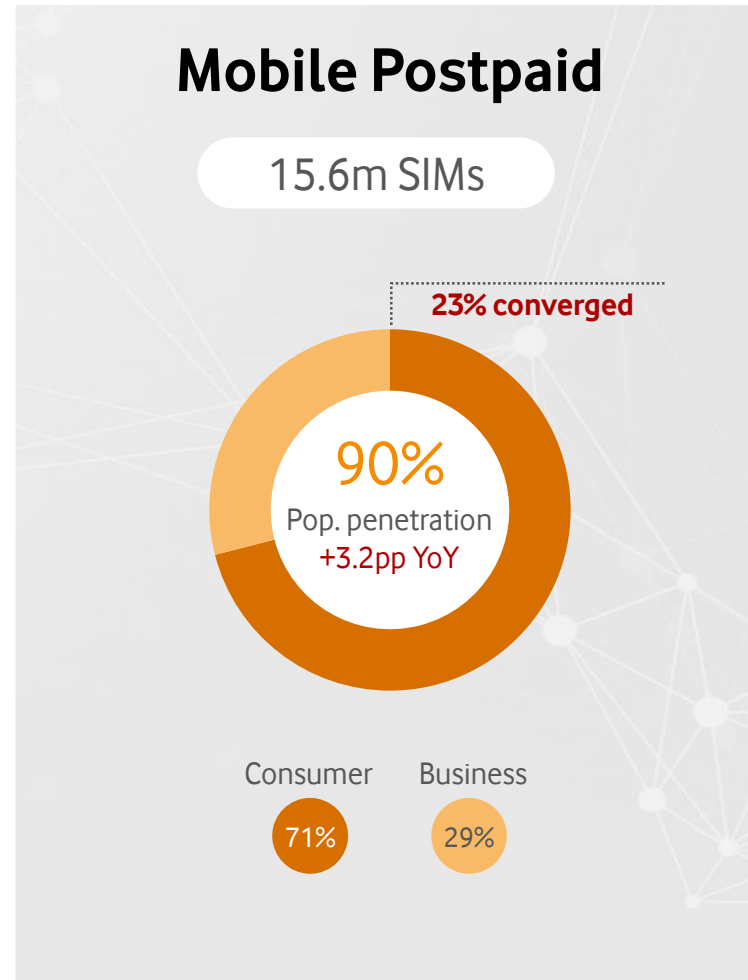 Mobile Postpaid
15.6m SIMs
23% converged
90%
Pop. penetration
+3.2pp YoY
Consumer Business
71% 29%